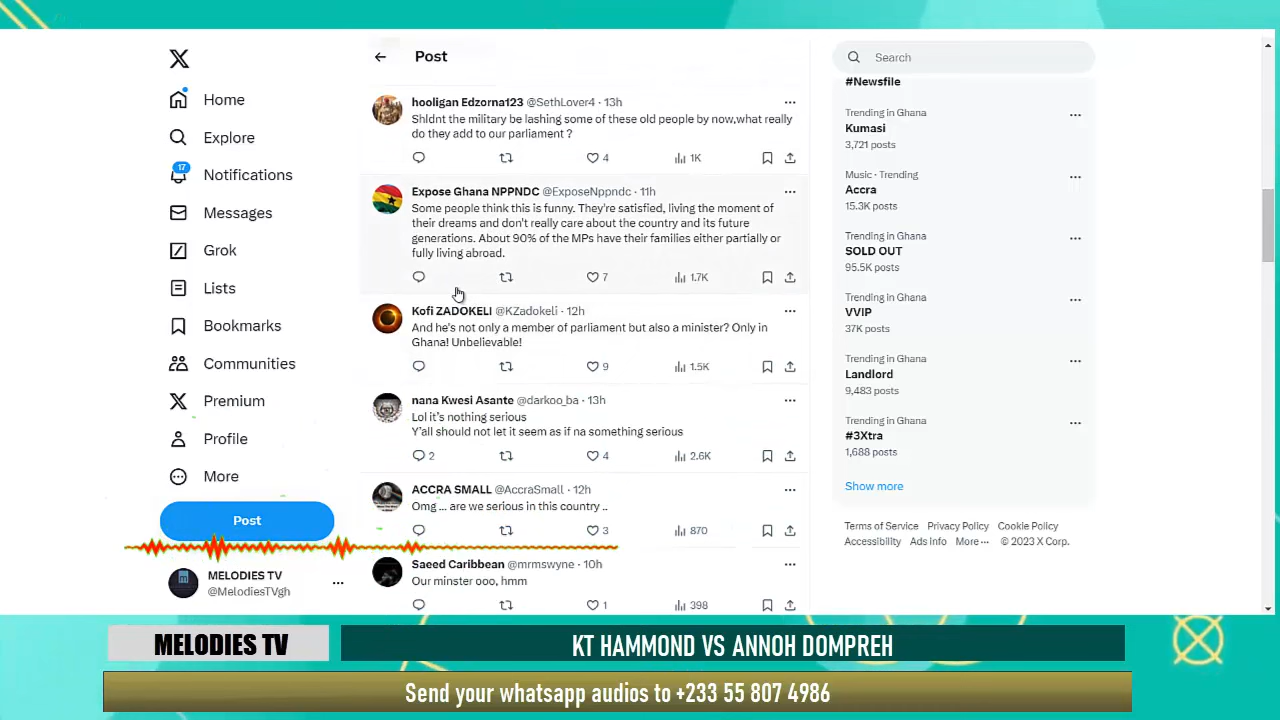 Home
Explore
17
Notifications
Messages
Grok
Lists
Bookmarks
Communities
Premium
Profile
More
Post
MELODIES TV
@MelodiesTVgh
Post
hooligan Edzorna123 @SethLover4 · 13h
Shldnt the military be lashing some of these old people by now,what really
do they add to our parliament ?
4
1K
Expose Ghana NPPNDC @ExposeNppndc · 11h
Some people think this is funny. They're satisfied, living the moment of
their dreams and don't really care about the country and its future
generations. About 90% of the MPs have their families either partially or
fully living abroad.
7
1.7K
Kofi ZADOKELI @KZadokeli · 12h
And he's not only a member of parliament but also a minister? Only in
Ghana! Unbelievable!
9
1.5K
nana Kwesi Asante @darkoo_ba · 13h
Lol it's nothing serious
Y'all should not let it seem as if na something serious
2
4
2.6K
ACCRA SMALL @AccraSmall · 12h
Omg ... are we serious in this country ..
3
870
Saeed Caribbean @mrmswyne · 10h
Our minster ooo, hmm
1
398
Search
#Newsfile
Trending in Ghana
Kumasi
3,721 posts
Music · Trending
Accra
15.3K posts
Trending in Ghana
SOLD OUT
95.5K posts
Trending in Ghana
VVIP
37K posts
Trending in Ghana
Landlord
9,483 posts
Trending in Ghana
#3Xtra
1,688 posts
Show more
Terms of Service Privacy Policy Cookie Policy
Accessibility Ads info More ··· © 2023 X Corp.
MELODIES TV
KT HAMMOND VS ANNOH DOMPREH
Send your whatsapp audios to +233 55 807 4986